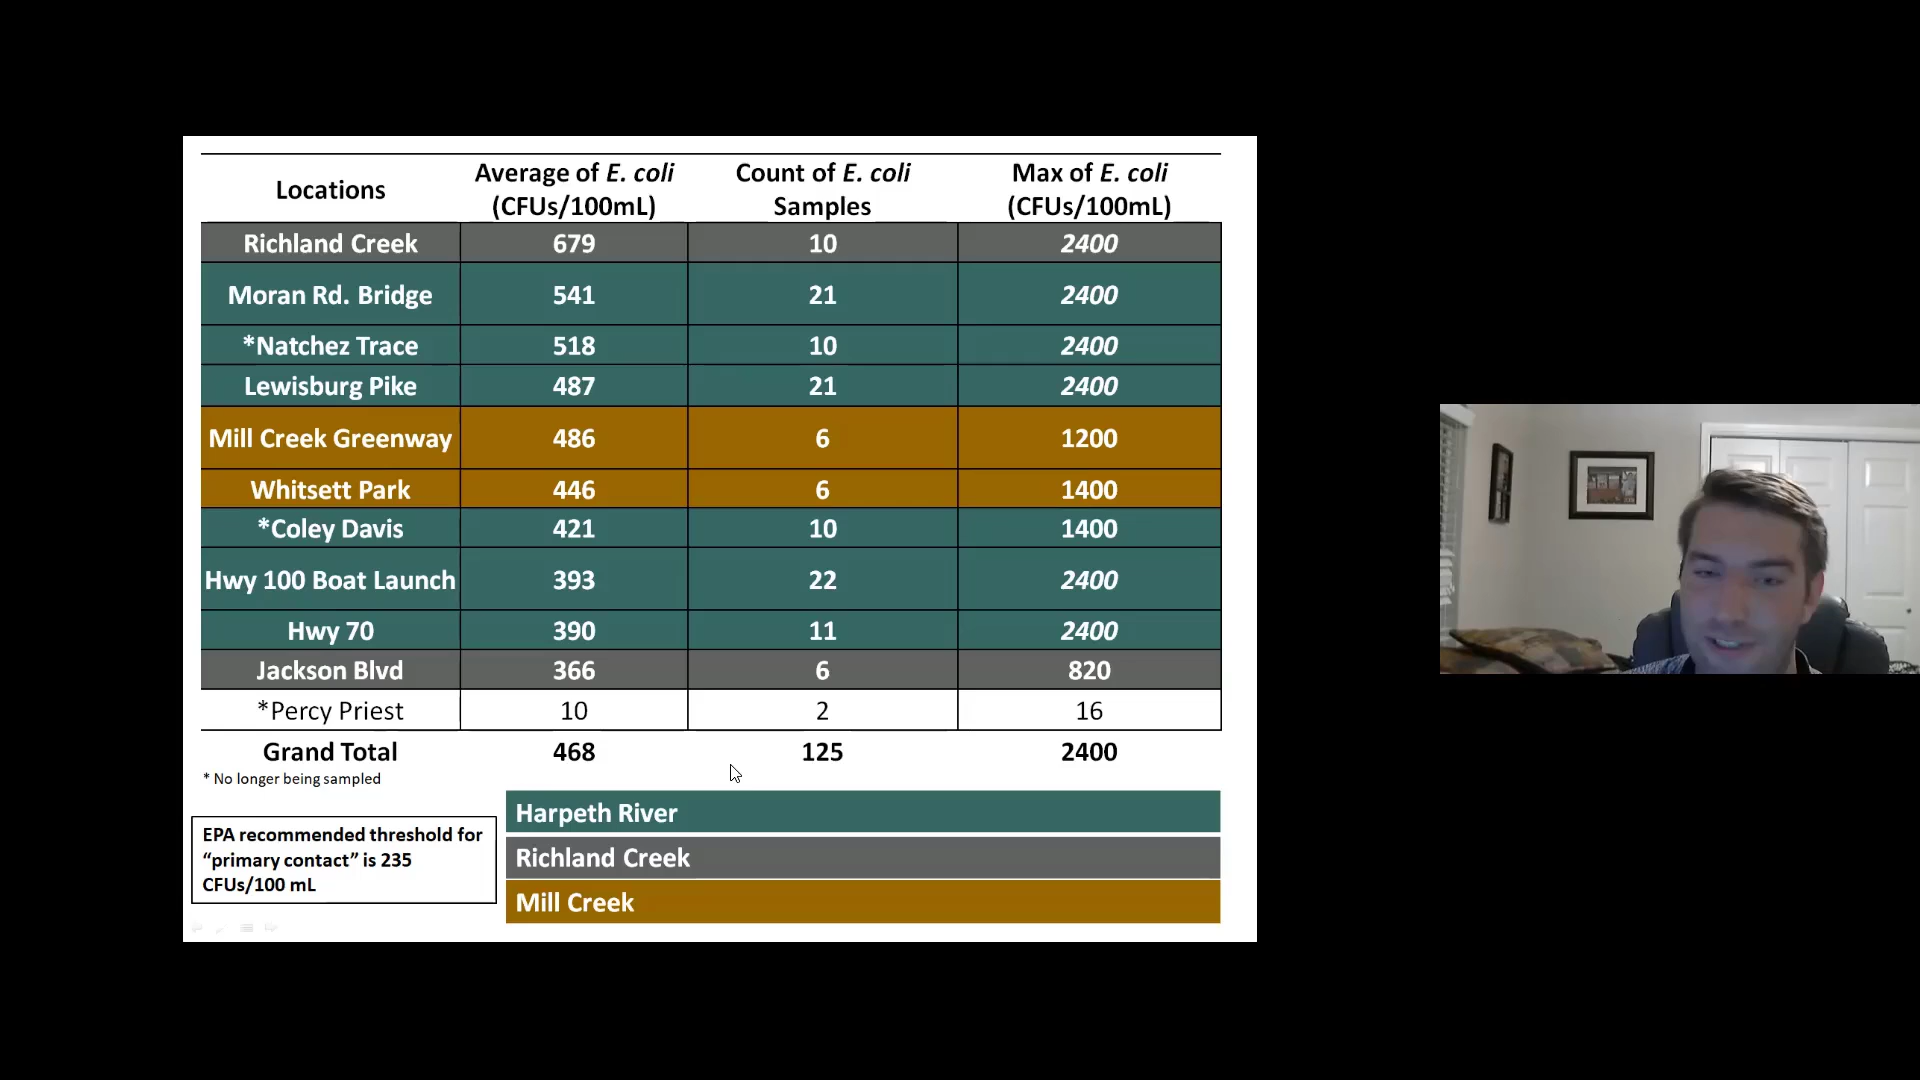 Locations Average of E. coli (CFUs/100mL) Count of E. coli Samples Max of E. coli (CFUs/100mL)
Richland Creek 679 10 2400
Moran Rd. Bridge 541 21 2400
*Natchez Trace 518 10 2400
Lewisburg Pike 487 21 2400
Mill Creek Greenway 486 6 1200
Whitsett Park 446 6 1400
*Coley Davis 421 10 1400
Hwy 100 Boat Launch 393 22 2400
Hwy 70 390 11 2400
Jackson Blvd 366 6 820
*Percy Priest 10 2 16
Grand Total 468 125 2400
* No longer being sampled
EPA recommended threshold for
“primary contact” is 235
CFUs/100 mL
Harpeth River
Richland Creek
Mill Creek